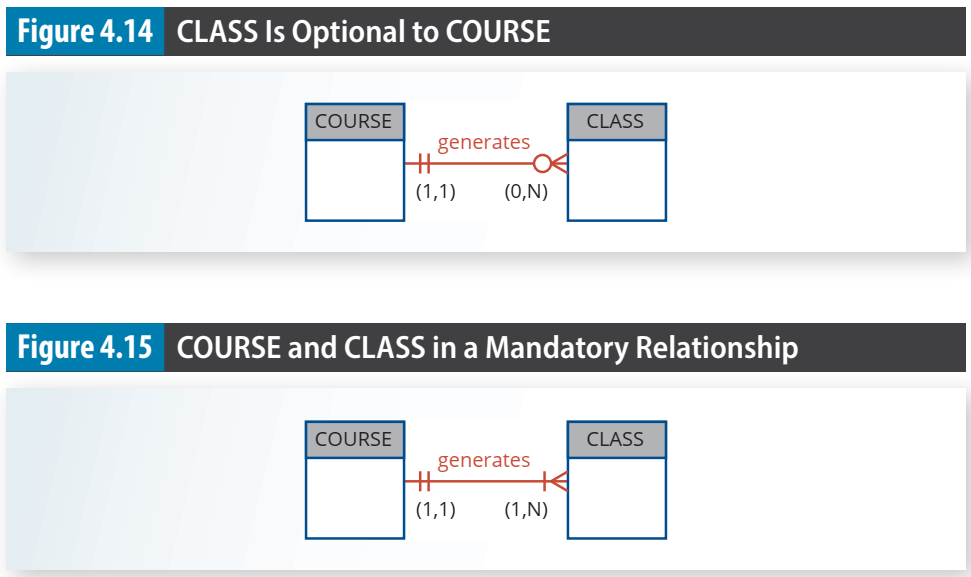 Figure 4.14 CLASS Is Optional to COURSE
COURSE
CLASS
generates
(1,1) (0,N)
Figure 4.15 COURSE and CLASS in a Mandatory Relationship
COURSE
CLASS
generates
(1,1) (1,N)